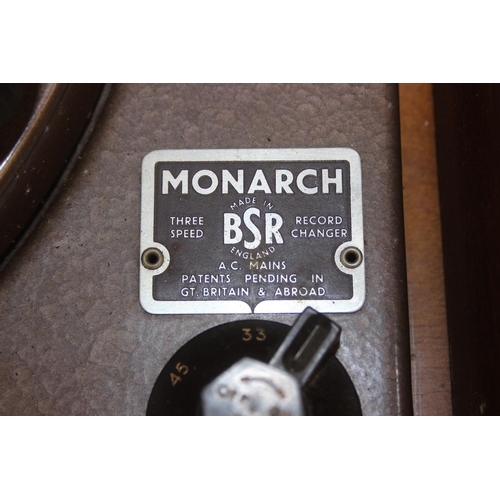 MONARCH
MADE IN
THREE SPEED
BSR
RECORD CHANGER
ENGLAND
A.C. MAINS
PATENTS PENDING IN
GT. BRITAIN & ABROAD
33
45